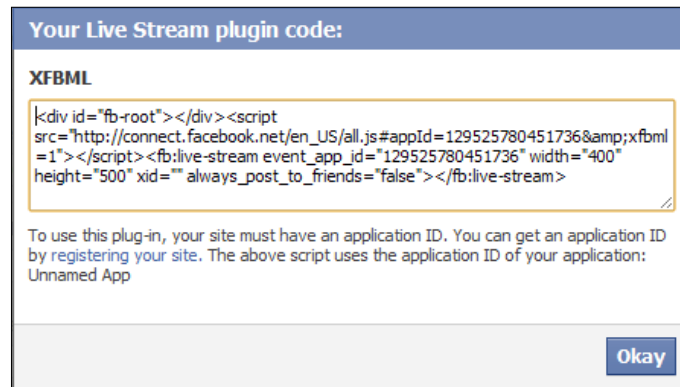 Your Live Stream plugin code:
XFBML
<div id="fb-root"></div><script
src="http://connect.facebook.net/en_US/all.js#appId=129525780451736&amp;xfbml
=1"></script><fb:live-stream event_app_id="129525780451736" width="400"
height="500" xid="" always_post_to_friends="false"></fb:live-stream>
To use this plug-in, your site must have an application ID. You can get an application ID
by registering your site. The above script uses the application ID of your application:
Unnamed App
Okay